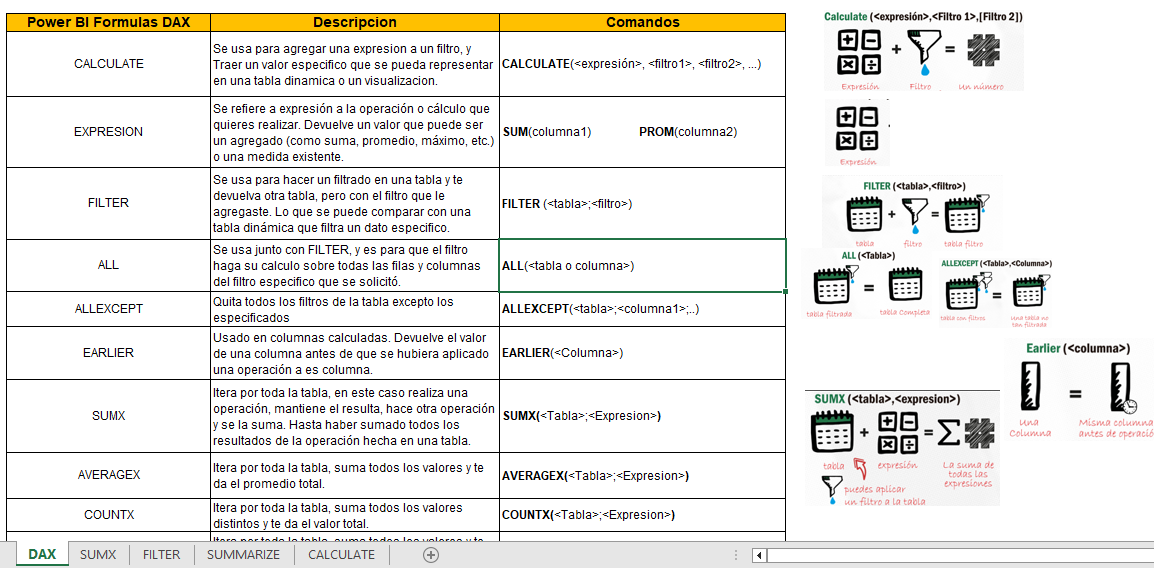 Power BI Formulas DAX
Descripcion
Comandos
CALCULATE
Se usa para agregar una expresion a un filtro, y
Traer un valor especifico que se pueda representar
en una tabla dinamica o un visualizacion.
CALCULATE(<expresión>, <filtro1>, <filtro2>, ...)
EXPRESION
Se refiere a expresión a la operación o cálculo que
quieres realizar. Devuelve un valor que puede ser
un agregado (como suma, promedio, máximo, etc.)
o una medida existente.
SUM(columna1) PROM(columna2)
FILTER
Se usa para hacer un filtrado en una tabla y te
devuelva otra tabla, pero con el filtro que le
agregaste. Lo que se puede comparar con una
tabla dinámica que filtra un dato especifico.
FILTER (<tabla>;<filtro>)
ALL
Se usa junto con FILTER, y es para que el filtro
haga su calculo sobre todas las filas y columnas
del filtro especifico que se solicitó.
ALL(<tabla o columna>)
ALLEXCEPT
Quita todos los filtros de la tabla excepto los
especificados
ALLEXCEPT(<tabla>;<columna1>;..)
EARLIER
Usado en columnas calculadas. Devuelve el valor
de una columna antes de que se hubiera aplicado
una operación a es columna.
EARLIER(<Columna>)
SUMX
Itera por toda la tabla, en este caso realiza una
operación, mantiene el resulta, hace otra operación
y se la suma. Hasta haber sumado todos los
resultados de la operación hecha en una tabla.
SUMX(<Tabla>;<Expresion>)
AVERAGEX
Itera por toda la tabla, suma todos los valores y te
da el promedio total.
AVERAGEX(<Tabla>;<Expresion>)
COUNTX
Itera por toda la tabla, suma todos los valores
distintos y te da el valor total.
COUNTX(<Tabla>;<Expresion>)
Itera por toda la tabla, suma todos los valores y te
Calculate (<expresión>,<Filtro 1>,[Filtro 2])
+ =
Expresión Filtro Un número
Expresión
FILTER (<tabla>,<filtro>)
+ =
tabla filtro tabla filtro
ALL (<Tabla>)
=
tabla filtrada tabla Completa
ALLEXCEPT (<Tabla>,<Columna>)
=
tabla con filtros una tabla no
tan filtrada
Earlier (<columna>)
=
Una
Columna
Misma columna
antes de operació
SUMX (<tabla>,<expresion>)
+ = Σ
tabla expresión La suma de
todas las
expresiones
puedes aplicar
un filtro a la tabla
DAX SUMX FILTER SUMMARIZE CALCULATE